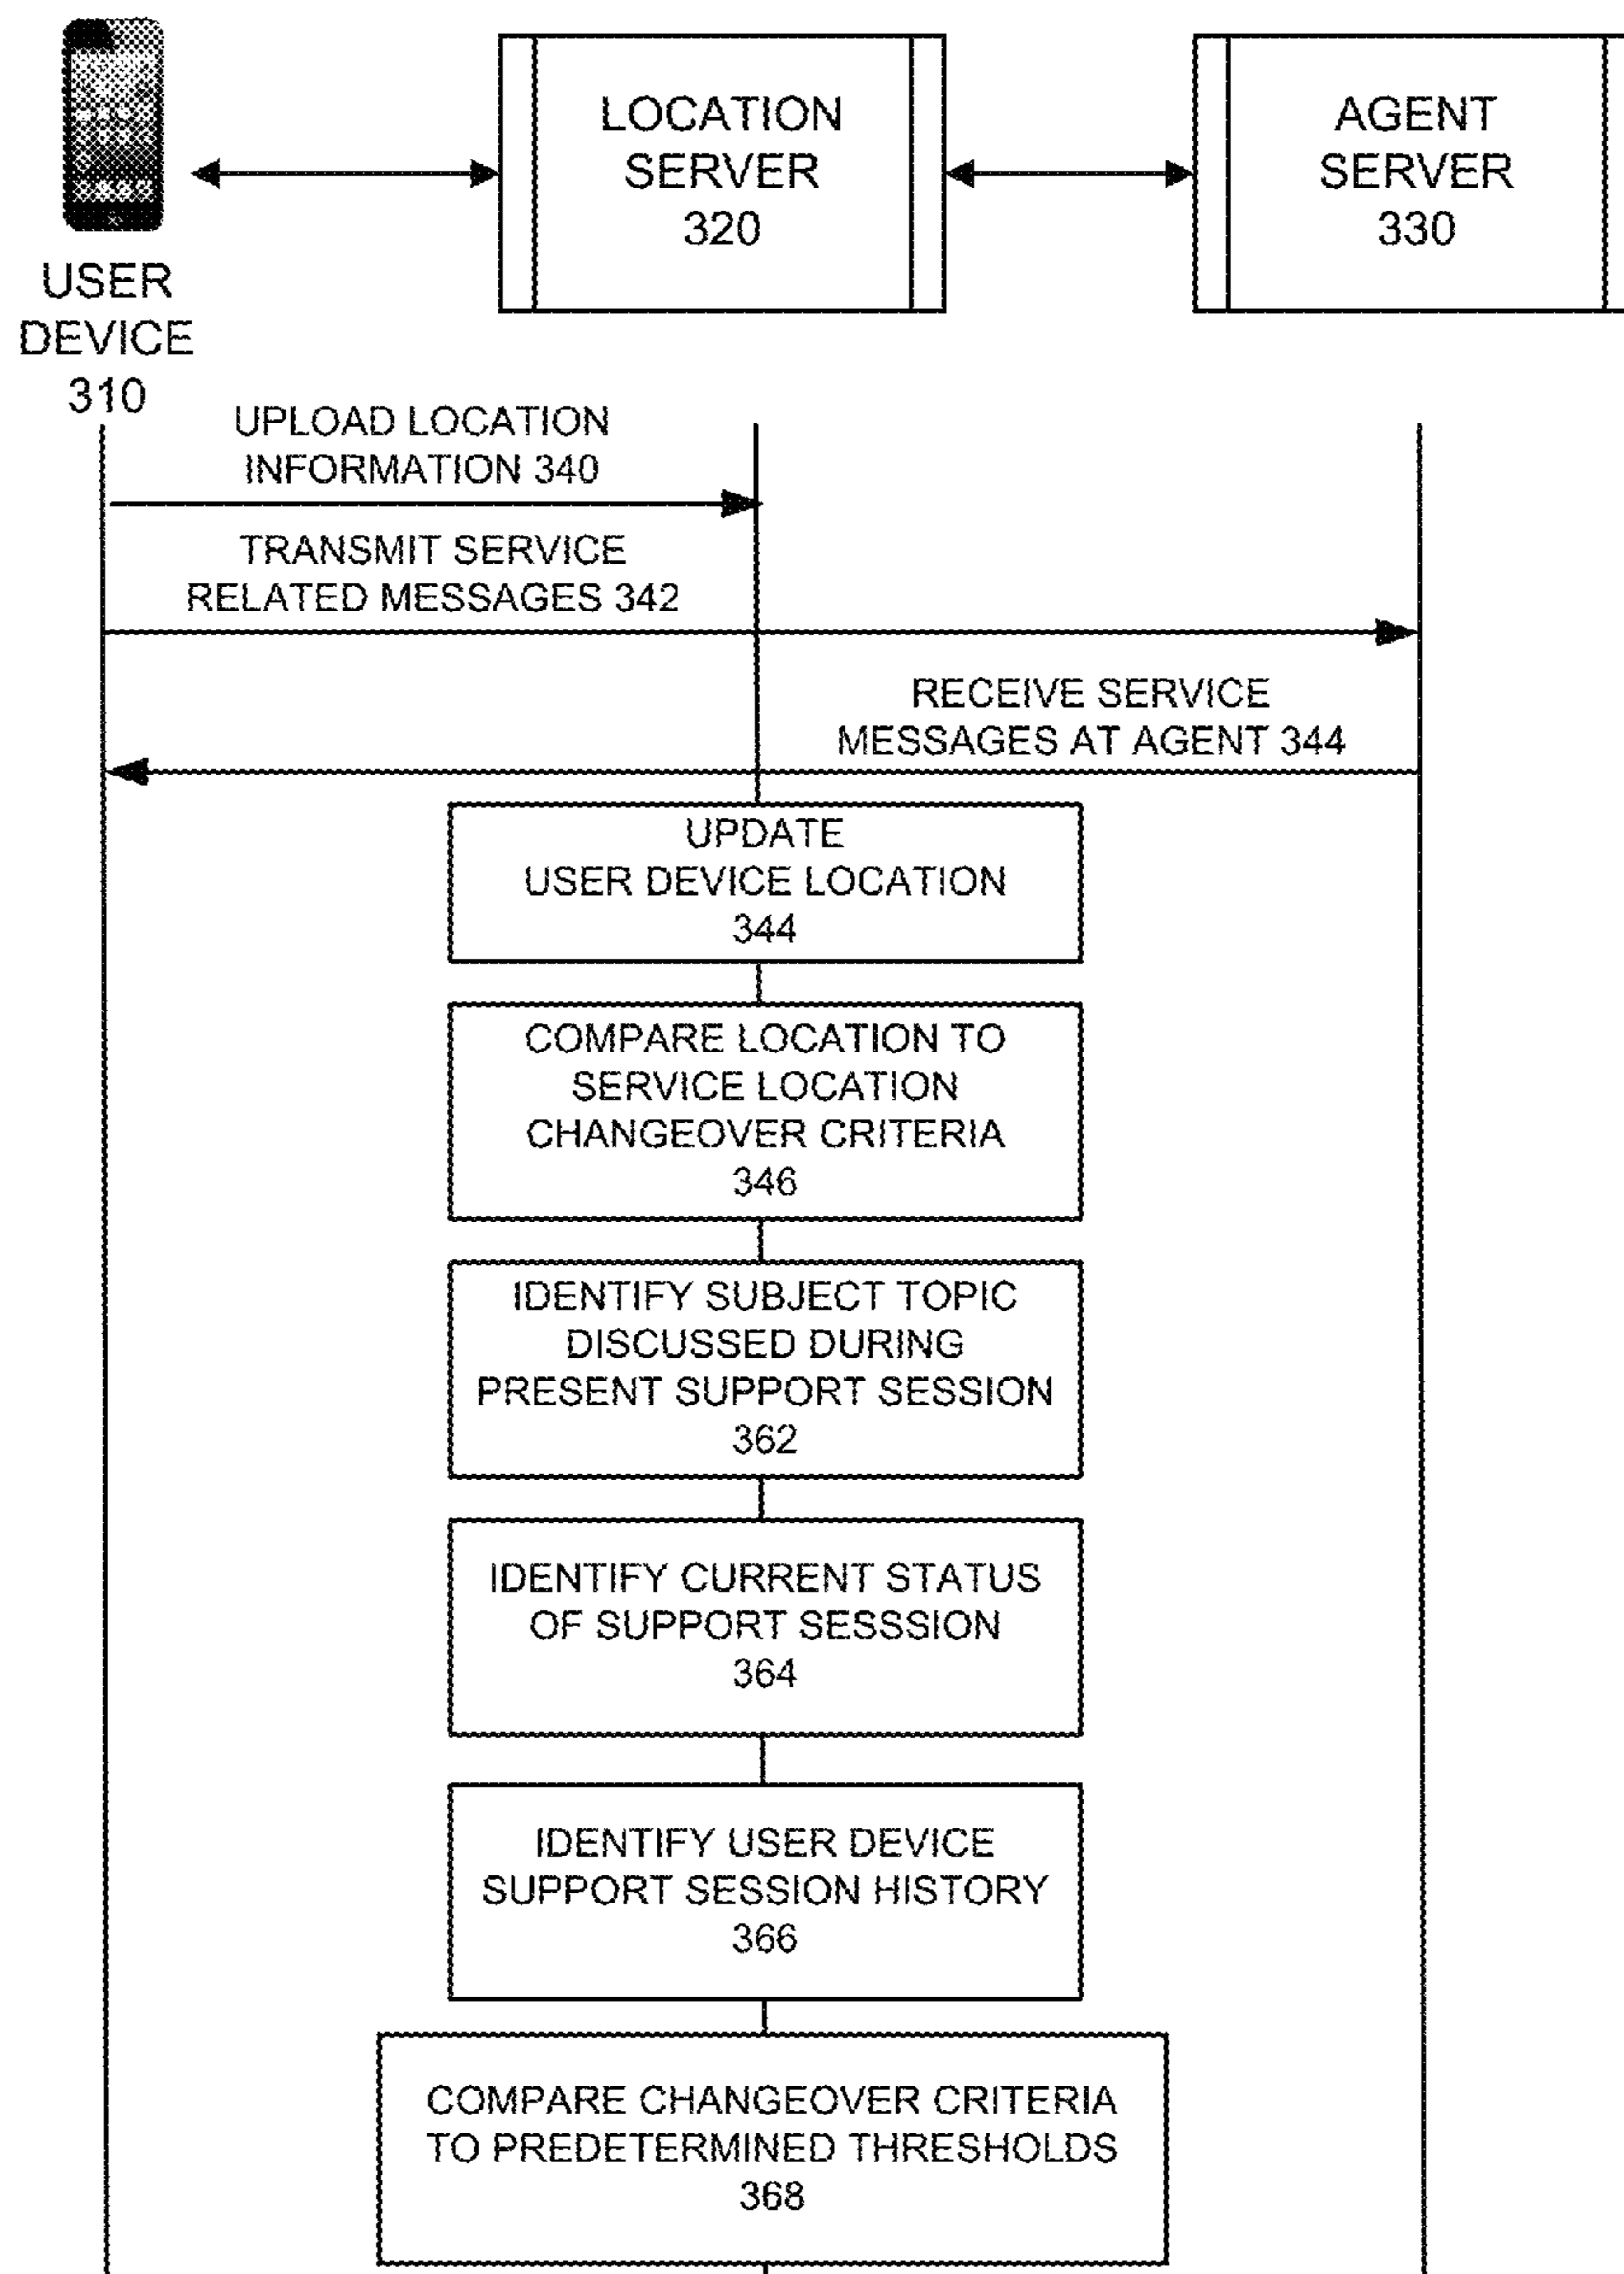 LOCATION
SERVER
320
AGENT
SERVER
330
USER
DEVICE
310
UPLOAD LOCATION
INFORMATION 340
TRANSMIT SERVICE
RELATED MESSAGES 342
RECEIVE SERVICE
MESSAGES AT AGENT 344
UPDATE
USER DEVICE LOCATION
344
COMPARE LOCATION TO
SERVICE LOCATION
CHANGEOVER CRITERIA
346
IDENTIFY SUBJECT TOPIC
DISCUSSED DURING
PRESENT SUPPORT SESSION
362
IDENTIFY CURRENT STATUS
OF SUPPORT SESSSION
364
IDENTIFY USER DEVICE
SUPPORT SESSION HISTORY
366
COMPARE CHANGEOVER CRITERIA
TO PREDETERMINED THRESHOLDS
368